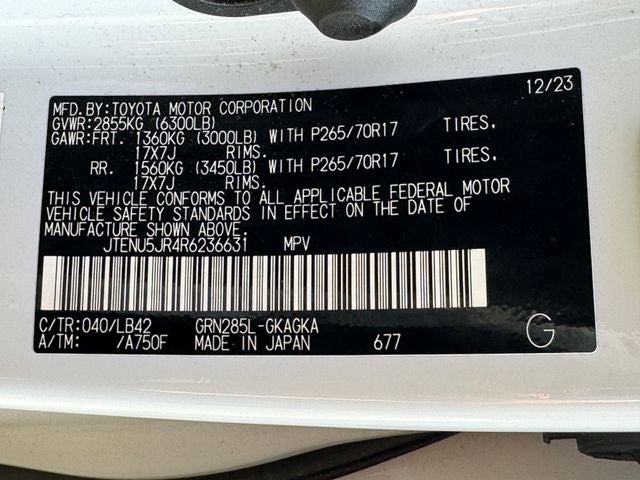 12/23
MFD.BY:TOYOTA MOTOR CORPORATION
GVWR:2855KG (6300LB)
GAWR:FRT. 1360KG (3000LB) WITH P265/70R17 TIRES.
17X7J RIMS.
RR. 1560KG (3450LB) WITH P265/70R17 TIRES.
17X7J RIMS.
THIS VEHICLE CONFORMS TO ALL APPLICABLE FEDERAL MOTOR
VEHICLE SAFETY STANDARDS IN EFFECT ON THE DATE OF
MANUFACTURE SHOWN ABOVE.
JTENU5JR4R6236631 MPV
C/TR:040/LB42 GRN285L-GKAGKA
A/TM: /A750F MADE IN JAPAN 677 G